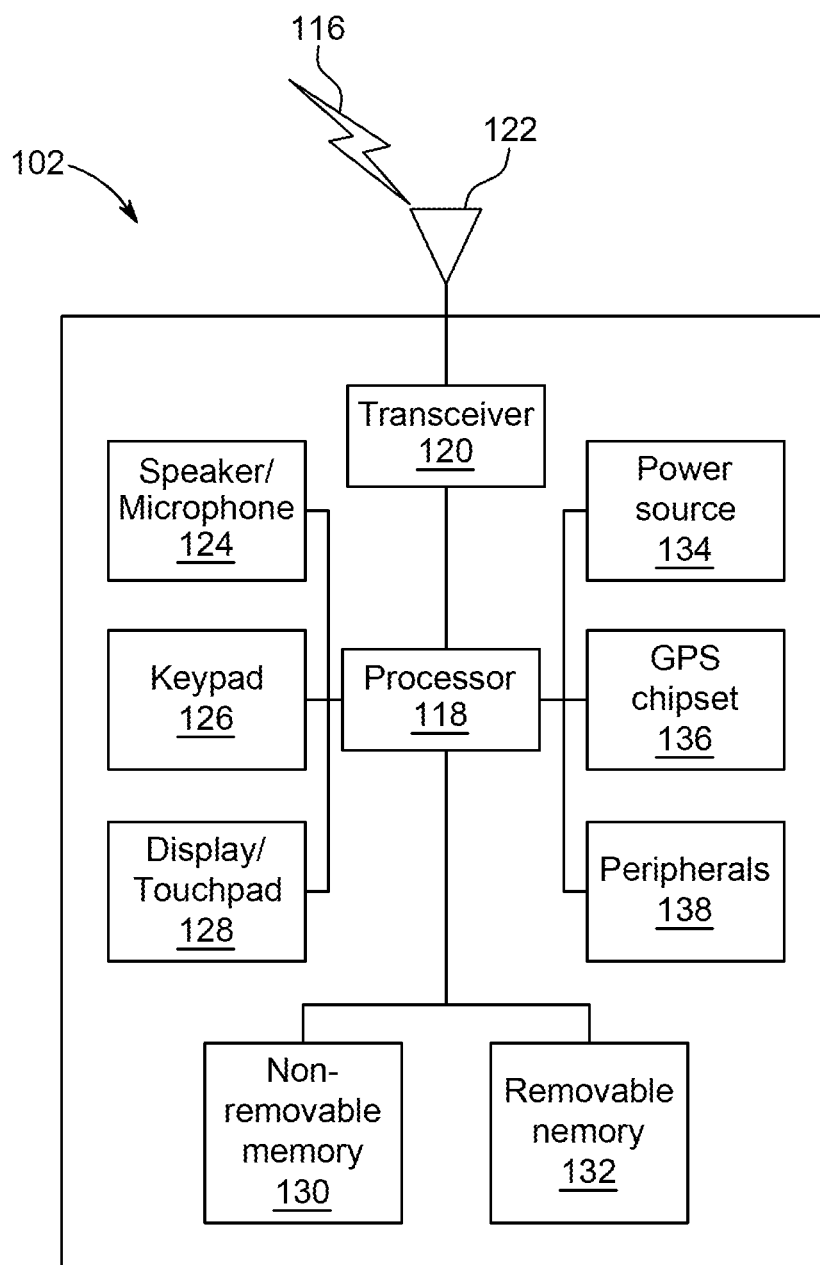 116
122
102
Transceiver
120
Speaker/
Microphone
124
Power
source
134
Keypad
126
Processor
118
GPS
chipset
136
Display/
Touchpad
128
Peripherals
138
Non-
removable
memory
130
Removable
nemory
132